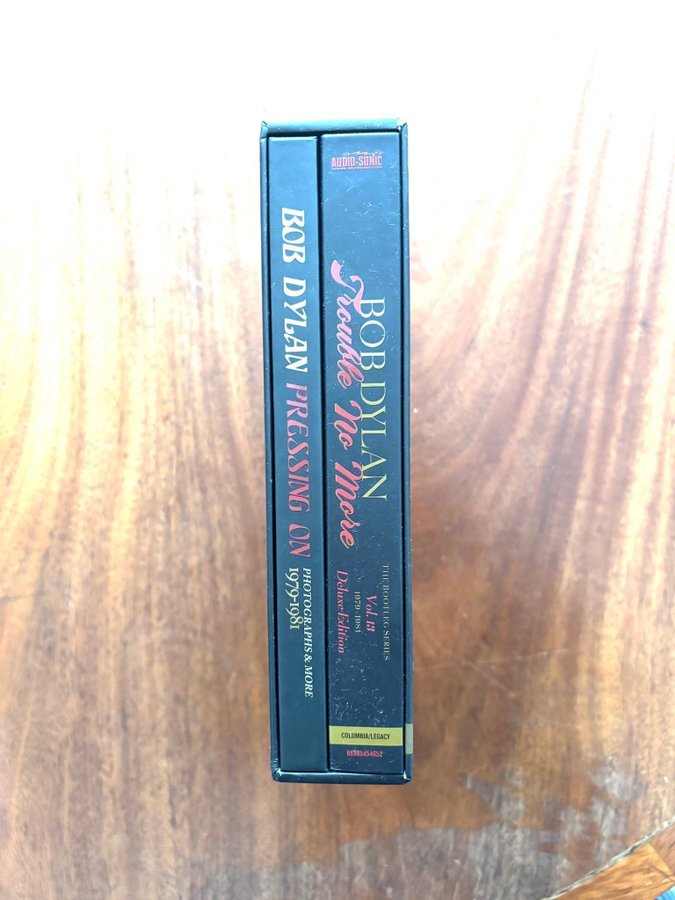 BOB DYLAN PRESSING ON
PHOTOGRAPHS & MORE
1979-1981
AUDIO-SONIC
BOB DYLAN
Trouble No More
THE BOOTLEG SERIES
Vol. 13
1979-1981
Deluxe Edition
COLUMBIA/LEGACY
88985454652